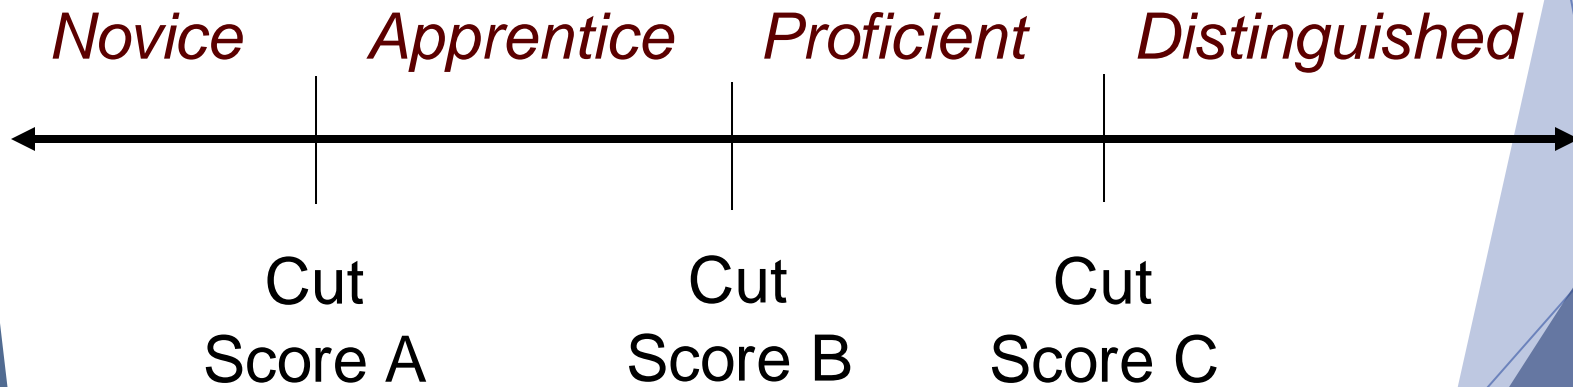 Novice Apprentice Proficient Distinguished
Cut Cut Cut
Score A Score B Score C